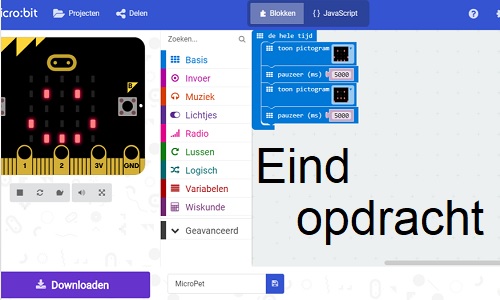 icro:bit Projecten Delen Blokken {} JavaScript ?
Zoeken...
Basis
Invoer
Muziek
Lichtjes
Radio
Lussen
Logisch
Variabelen
Wiskunde
Geavanceerd
de hele tijd
toon pictogram
pauzeer (ms) 5000
toon pictogram
pauzeer (ms) 5000
B
1 2 3V GND
Eind
opdracht
Downloaden
MicroPet